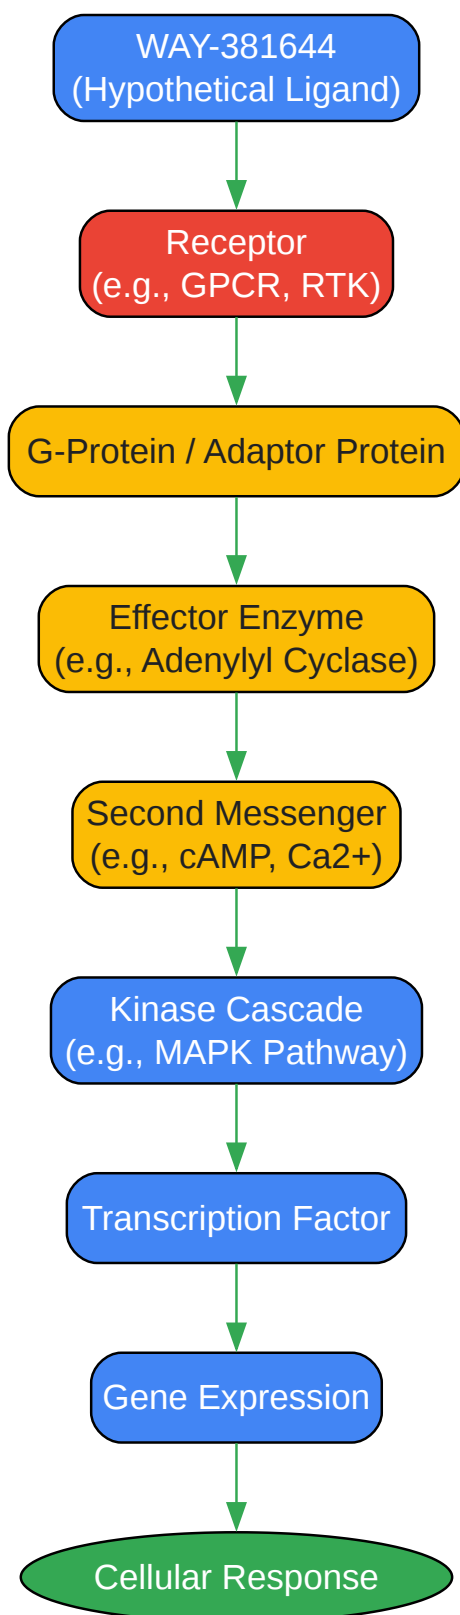 WAY-381644
(Hypothetical Ligand)
Receptor
(e.g., GPCR, RTK)
G-Protein / Adaptor Protein
Effector Enzyme
(e.g., Adenylyl Cyclase)
Second Messenger
(e.g., cAMP, Ca2+)
Kinase Cascade
(e.g., MAPK Pathway)
Transcription Factor
Gene Expression
Cellular Response